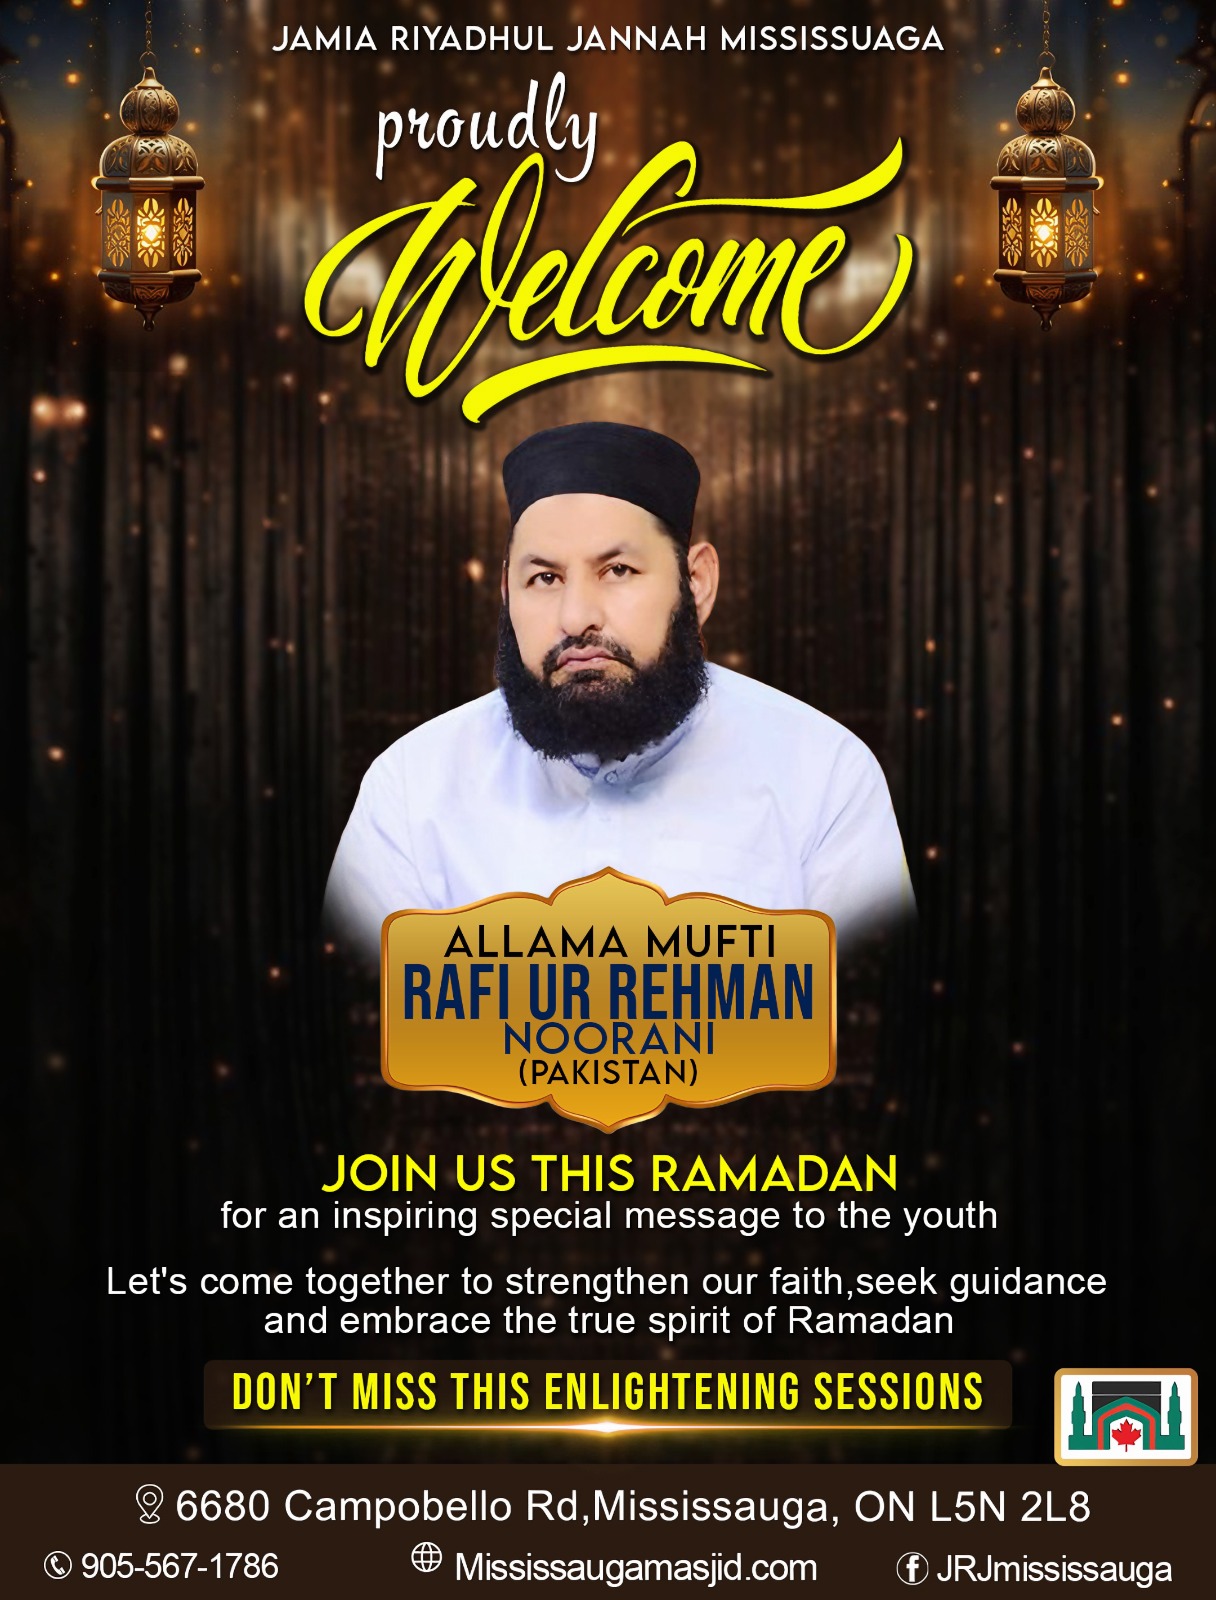 JAMIA RIYADHUL JANNAH MISSISSUAGA
proudly
Welcome
ALLAMA MUFTI
RAFI UR REHMAN
NOORANI
(PAKISTAN)
JOIN US THIS RAMADAN
for an inspiring special message to the youth
Let's come together to strengthen our faith,seek guidance
and embrace the true spirit of Ramadan
DON'T MISS THIS ENLIGHTENING SESSIONS
6680 Campobello Rd,Mississauga, ON L5N 2L8
905-567-1786 Mississaugamasjid.com JRJmississauga